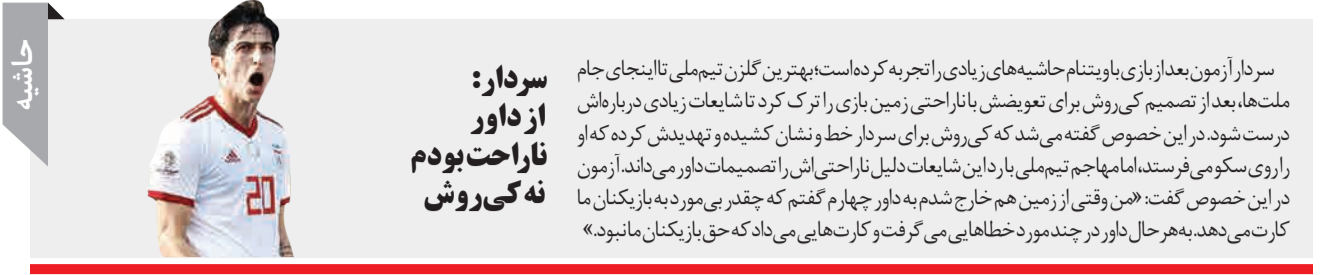 حاشیه
سردار:
از داور
ناراحت بودم
نه کی‌روش
سردار آزمون بعد از بازی با ویتنام حاشیه‌های زیادی را تجربه کرده است؛ بهترین گلزن تیم ملی تا اینجای جام
ملت‌ها، بعد از تصمیم کی‌روش برای تعویضش با ناراحتی زمین بازی را ترک کرد تا شایعات زیادی درباره‌اش
درست شود. در این خصوص گفته می‌شد که کی‌روش برای سردار خط و نشان کشیده و تهدیدش کرده که او
را روی سکو می‌فرستد، اما مهاجم تیم ملی با رد این شایعات دلیل ناراحتی‌اش را تصمیمات داور می‌داند. آزمون
در این خصوص گفت: «من وقتی از زمین هم خارج شدم به داور چهارم گفتم که چقدر بی‌مورد به بازیکنان ما
کارت می‌دهد. به هر حال داور در چند مورد خطاهایی می گرفت و کارت‌هایی می‌داد که حق بازیکنان ما نبود.»
20